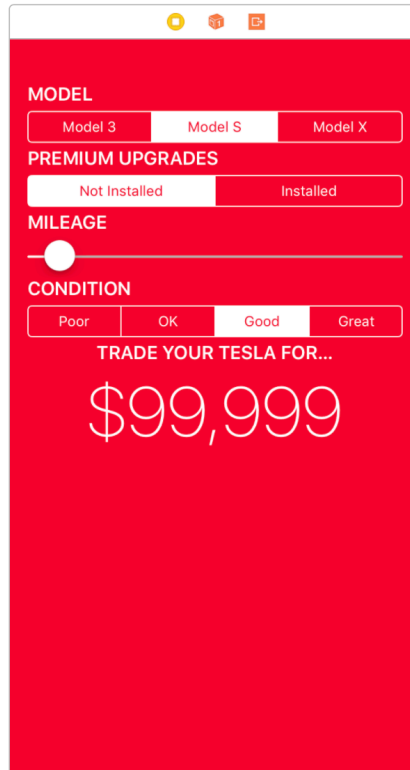 MODEL
Model 3 Model S Model X
PREMIUM UPGRADES
Not Installed Installed
MILEAGE
CONDITION
Poor OK Good Great
TRADE YOUR TESLA FOR...
$99,999